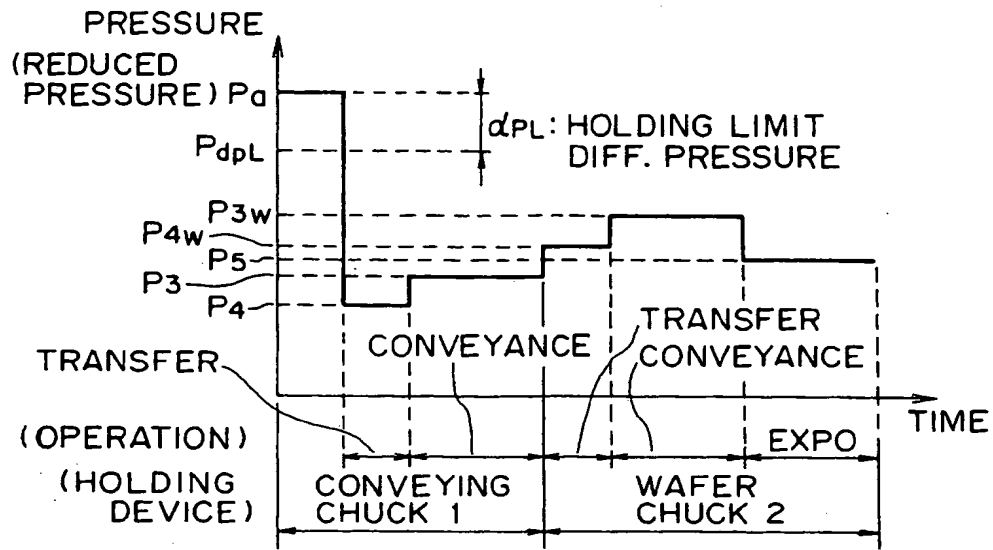 PRESSURE
(REDUCED
PRESSURE) Pa
αPL: HOLDING LIMIT
DIFF. PRESSURE
PdpL
P3w
P4w
P5
P3
P4
TRANSFER
CONVEYANCE
TRANSFER
CONVEYANCE
TIME
(OPERATION)
EXPO
(HOLDING
DEVICE)
CONVEYING
CHUCK 1
WAFER
CHUCK 2